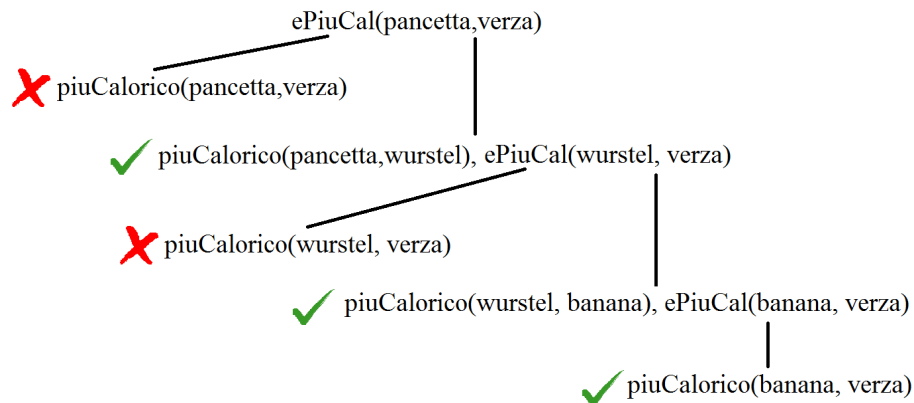 ePiuCal(pancetta,verza)
piuCalorico(pancetta,verza)
piuCalorico(pancetta,wurstel), ePiuCal(wurstel, verza)
piuCalorico(wurstel, verza)
piuCalorico(wurstel, banana), ePiuCal(banana, verza)
piuCalorico(banana, verza)